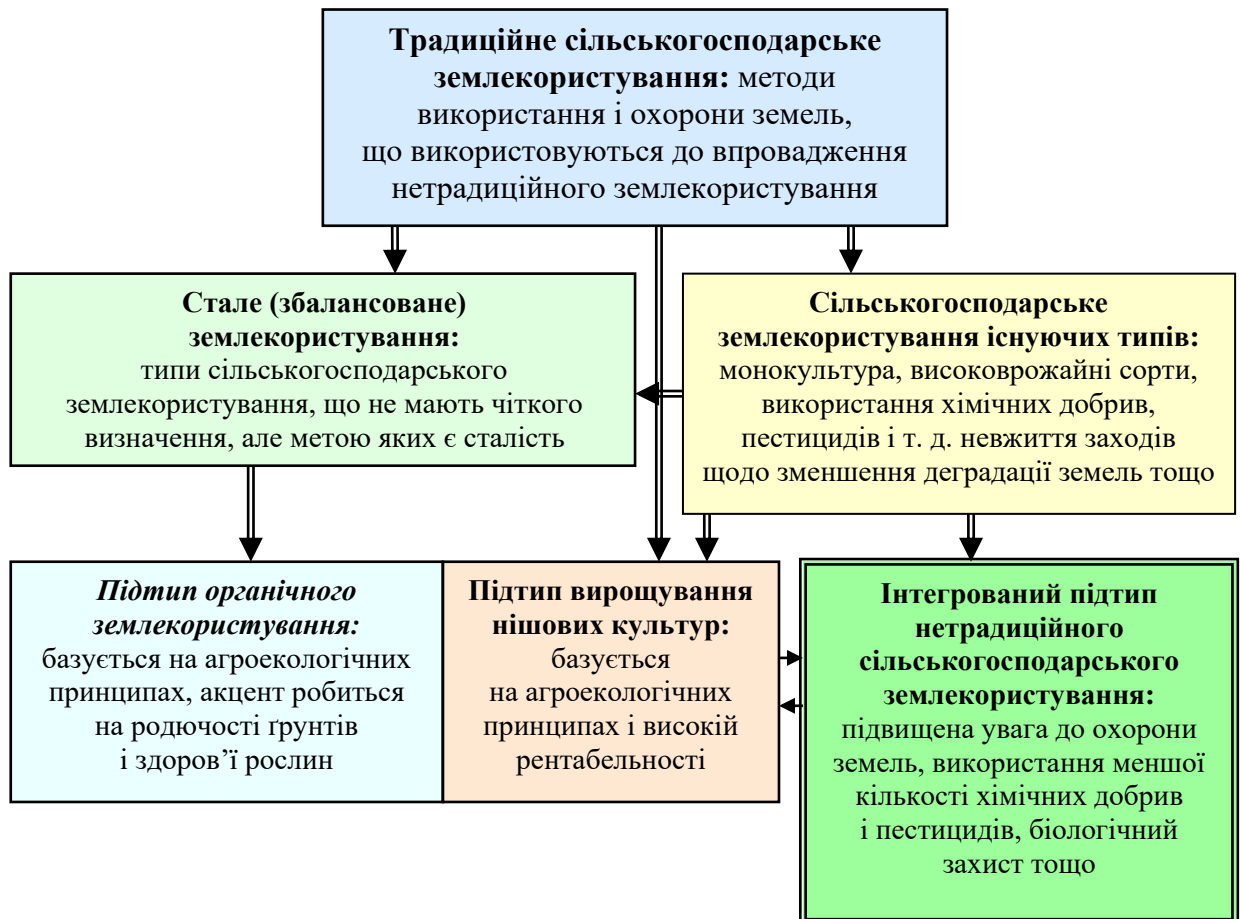 Традиційне сільськогосподарське
землекористування: методи
використання і охорони земель,
що використовуються до впровадження
нетрадиційного землекористування
Стале (збалансоване)
землекористування:
типи сільськогосподарського
землекористування, що не мають чіткого
визначення, але метою яких є сталість
Сільськогосподарське
землекористування існуючих типів:
монокультура, високоврожайні сорти,
використання хімічних добрив,
пестицидів і т. д. невжиття заходів
щодо зменшення деградації земель тощо
Підтип органічного
землекористування:
базується на агроекологічних
принципах, акцент робиться
на родючості ґрунтів
і здоров’ї рослин
Підтип вирощування
нішових культур:
базується
на агроекологічних
принципах і високій
рентабельності
Інтегрований підтип
нетрадиційного
сільськогосподарського
землекористування:
підвищена увага до охорони
земель, використання меншої
кількості хімічних добрив
і пестицидів, біологічний
захист тощо